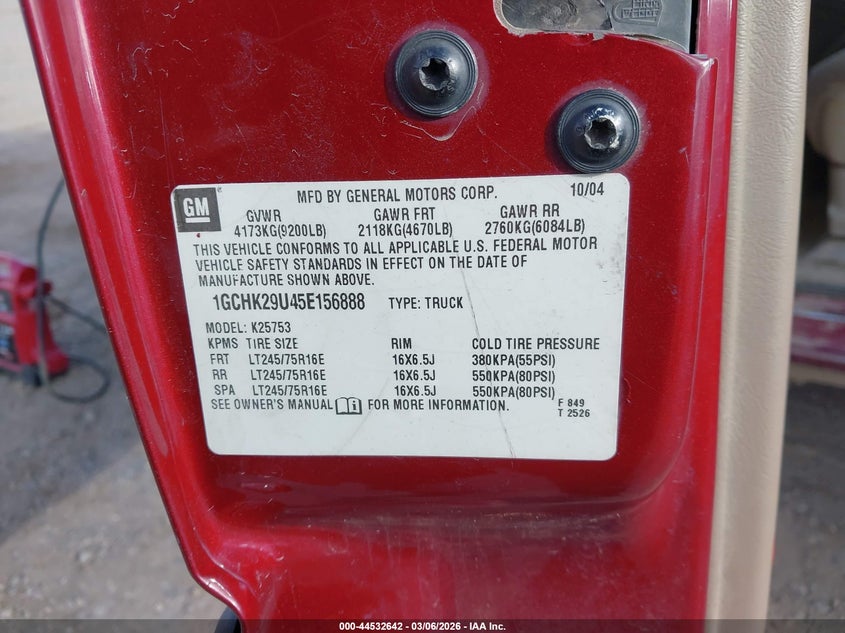 GM MFD BY GENERAL MOTORS CORP. 10/04
GVWR GAWR FRT GAWR RR
4173KG(9200LB) 2118KG(4670LB) 2760KG(6084LB)
THIS VEHICLE CONFORMS TO ALL APPLICABLE U.S. FEDERAL MOTOR
VEHICLE SAFETY STANDARDS IN EFFECT ON THE DATE OF
MANUFACTURE SHOWN ABOVE.
1GCHK29U45E156888 TYPE: TRUCK
MODEL: K25753
KPMS TIRE SIZE RIM COLD TIRE PRESSURE
FRT LT245/75R16E 16X6.5J 380KPA(55PSI)
RR LT245/75R16E 16X6.5J 550KPA(80PSI)
SPA LT245/75R16E 16X6.5J 550KPA(80PSI)
SEE OWNER'S MANUAL FOR MORE INFORMATION.
F 849
T 2526
000-44532642 - 03/06/2026 - IAA Inc.